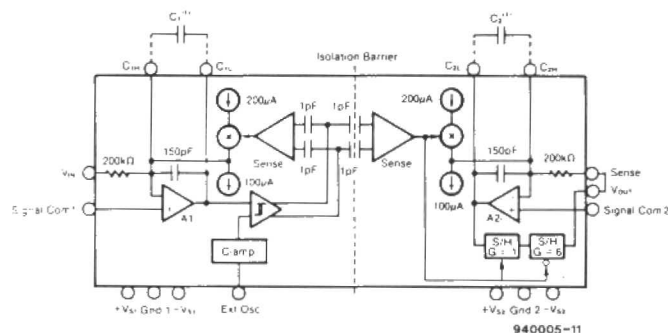 C1(1)
C2(1)
C1H
C1L
Isolation Barrier
C2L
C2H
200µA
1pF
1pF
200µA
150pF
Sense
1pF
1pF
Sense
150pF
200kΩ
Sense
VIN
200kΩ
VOUT
100µA
100µA
Signal Com 1
A1
A2
Signal Com 2
S/H
G = 1
S/H
G = 6
C-amp
+VS1 Gnd 1 -VS1
Ext Osc
+VS2 Gnd 2 -VS2
940005-11